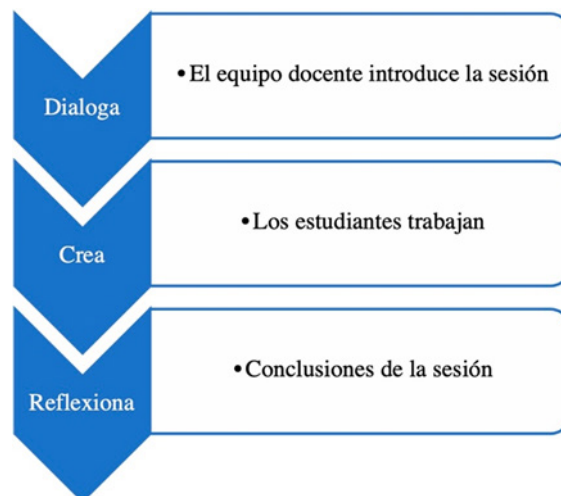 Dialoga
•El equipo docente introduce la sesión
Crea
•Los estudiantes trabajan
Reflexiona
•Conclusiones de la sesión